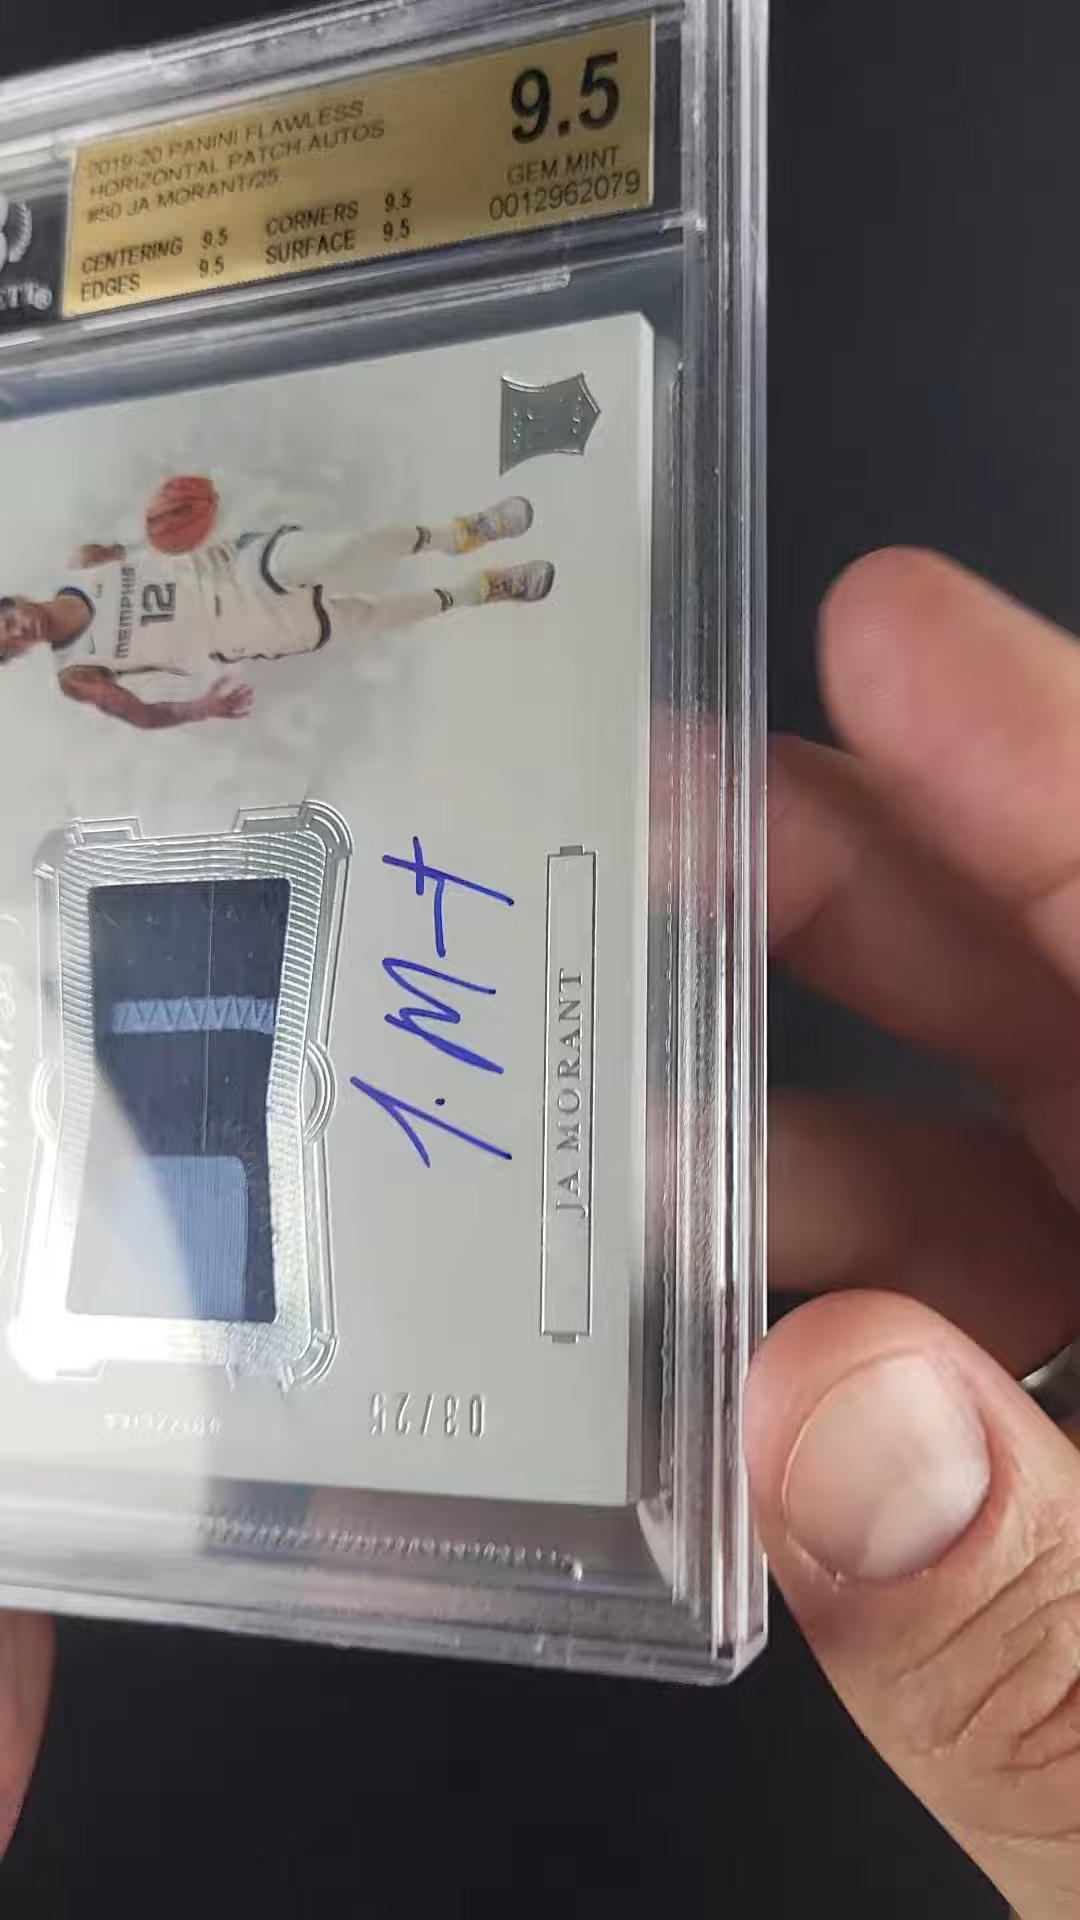 2019-20 PANINI FLAWLESS
HORIZONTAL PATCH AUTOS
#50 JA MORANT/25
CENTERING 9.5 CORNERS 9.5
EDGES 9.5 SURFACE 9.5
9.5
GEM MINT
0012962079
MEMPHIS
12
J. M
JA MORANT
03/25